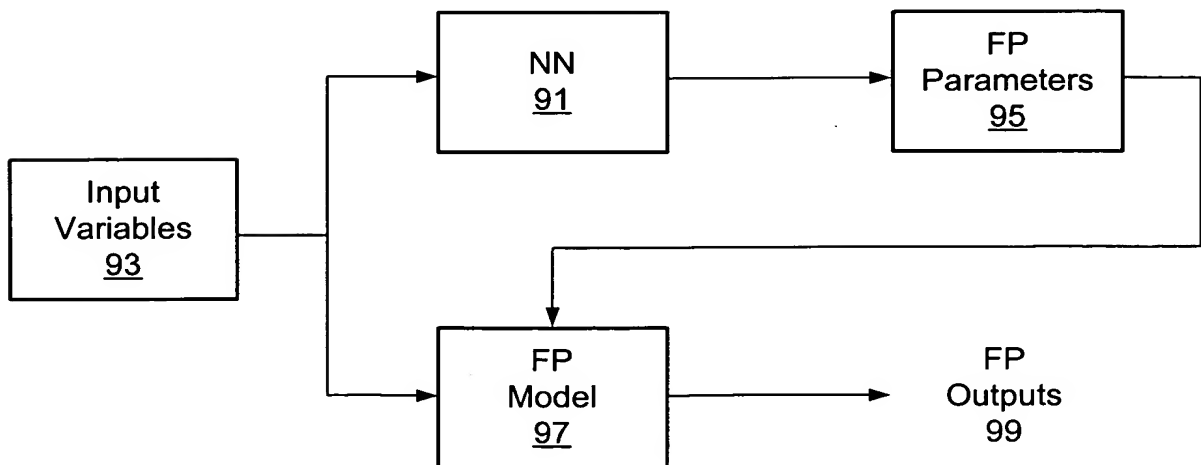 NN
91
FP
Parameters
95
Input
Variables
93
FP
Model
97
FP
Outputs
99